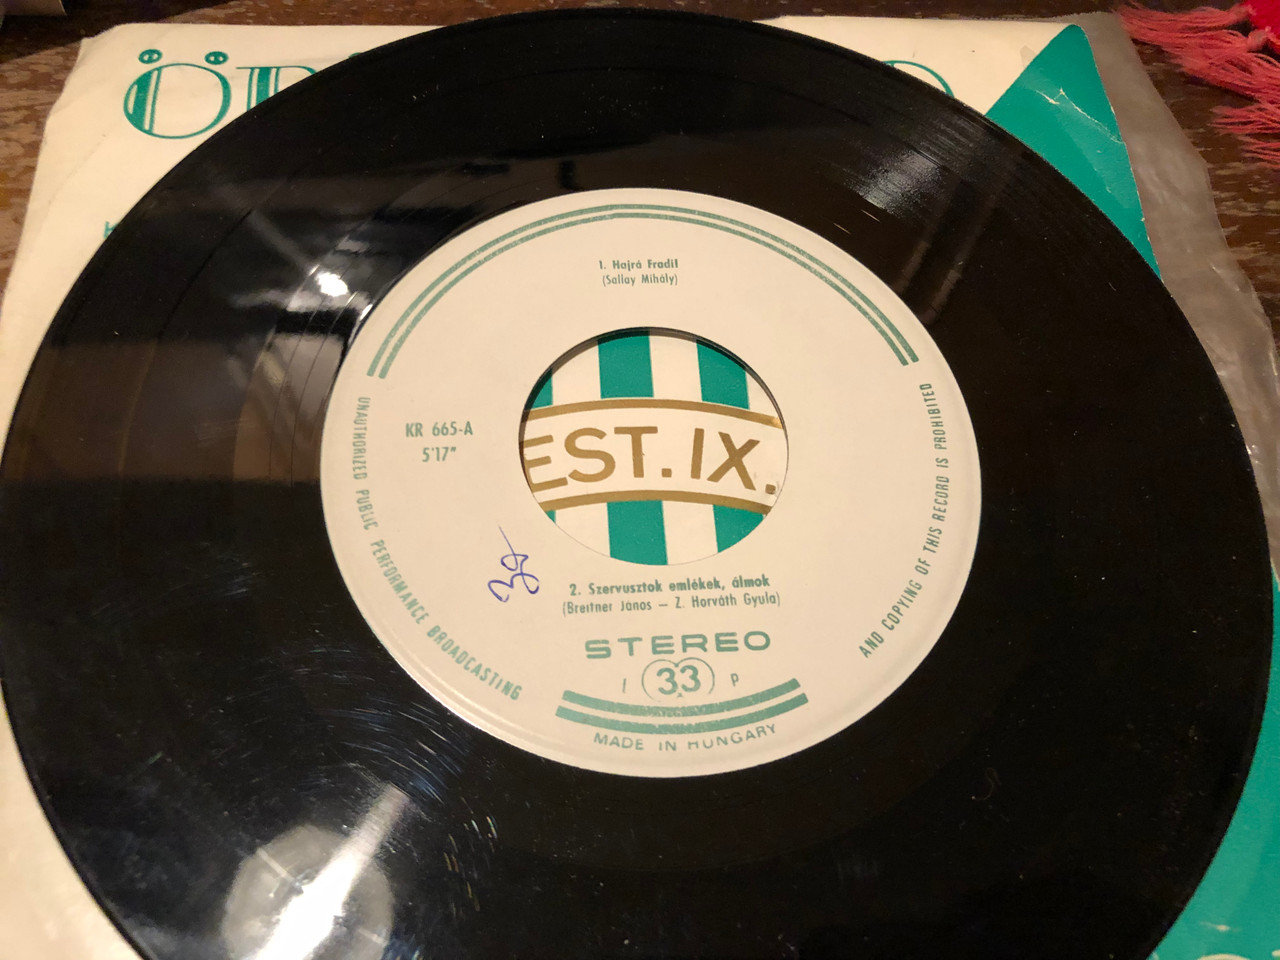 1. Hajrá Fradi!
(Sallay Mihály)
KR 665-A
5'17"
EST. IX.
2. Szervusztok emlékek, álmok
(Breitner János – Z. Horváth Gyula)
STEREO
I 33 P
MADE IN HUNGARY
UNAUTHORIZED PUBLIC PERFORMANCE BROADCASTING
AND COPYING OF THIS RECORD IS PROHIBITED